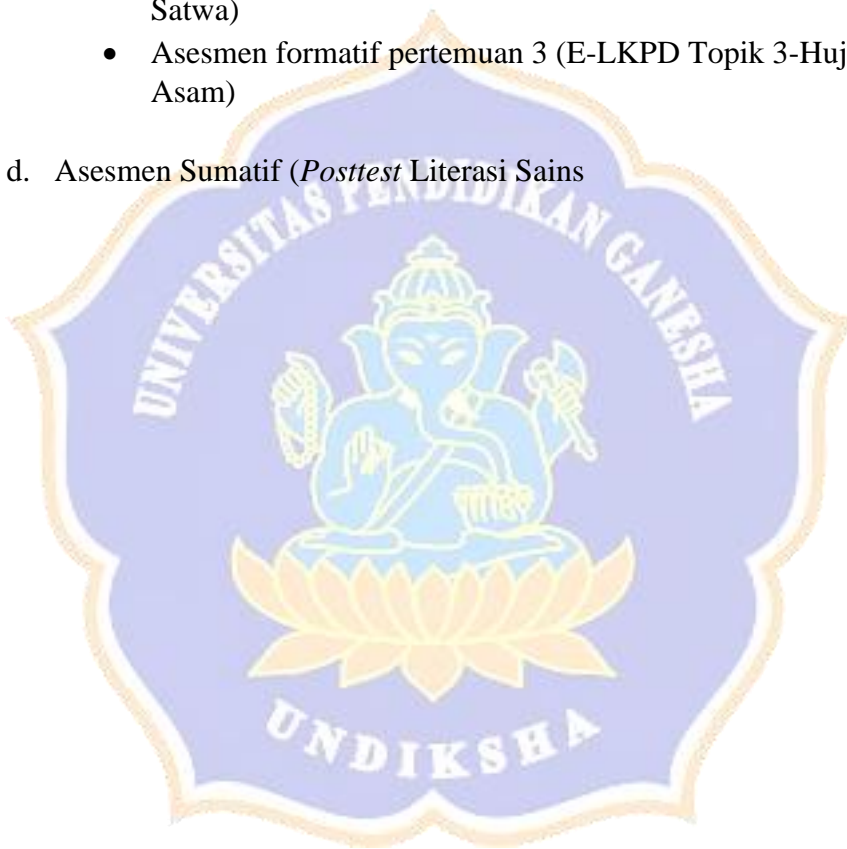 Satwa)
• Asesmen formatif pertemuan 3 (E-LKPD Topik 3-Huj
Asam)
d. Asesmen Sumatif (Posttest Literasi Sains
UNIVERSITAS PENDIDIKAN GANESHA
UNDIKSHA